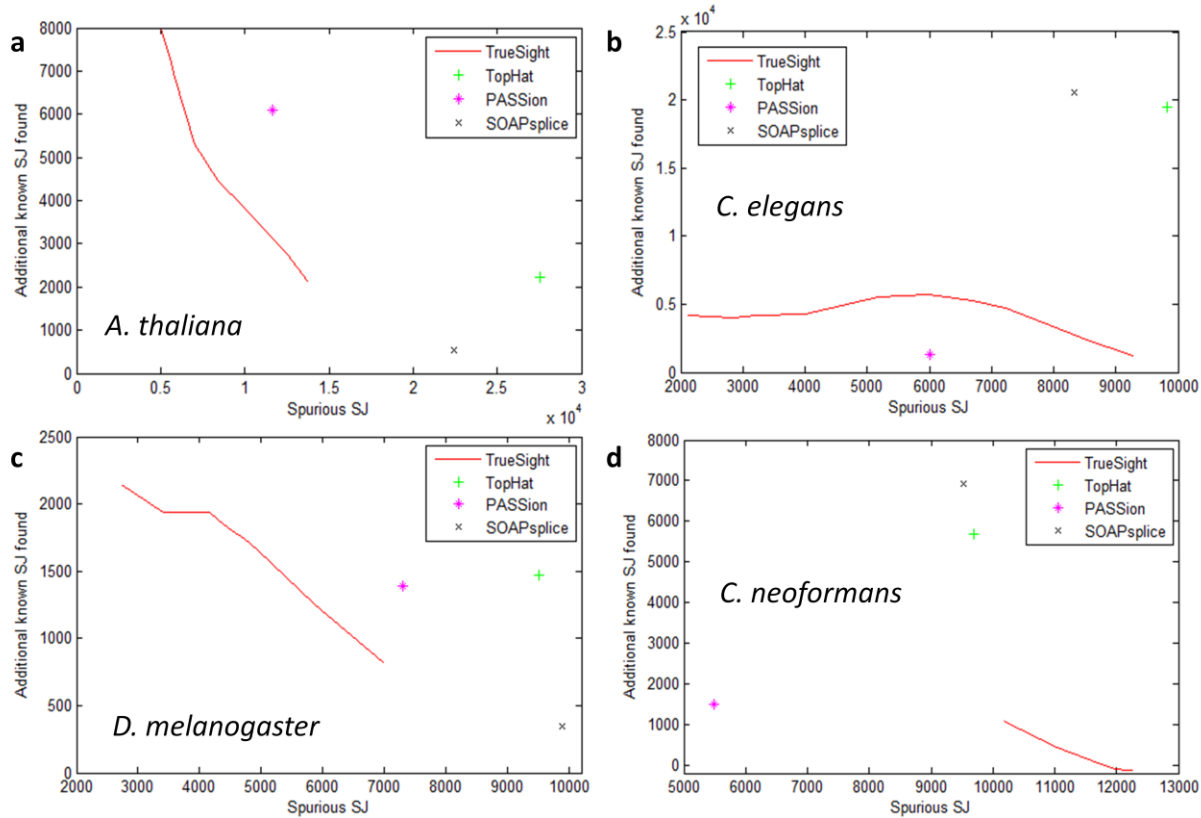 a
8000
7000
6000
5000
4000
3000
2000
1000
0
Additional known SJ found
TrueSight
TopHat
PASSion
SOAPsplice
A. thaliana
0 0.5 1 1.5 2 2.5 3
Spurious SJ
x 10^4
b
x 10^4
2.5
2
1.5
1
0.5
0
Additional known SJ found
TrueSight
TopHat
PASSion
SOAPsplice
C. elegans
2000 3000 4000 5000 6000 7000 8000 9000 10000
Spurious SJ
c
2500
2000
1500
1000
500
0
Additional known SJ found
TrueSight
TopHat
PASSion
SOAPsplice
D. melanogaster
2000 3000 4000 5000 6000 7000 8000 9000 10000
Spurious SJ
d
8000
7000
6000
5000
4000
3000
2000
1000
0
Additional known SJ found
TrueSight
TopHat
PASSion
SOAPsplice
C. neoformans
5000 6000 7000 8000 9000 10000 11000 12000 13000
Spurious SJ